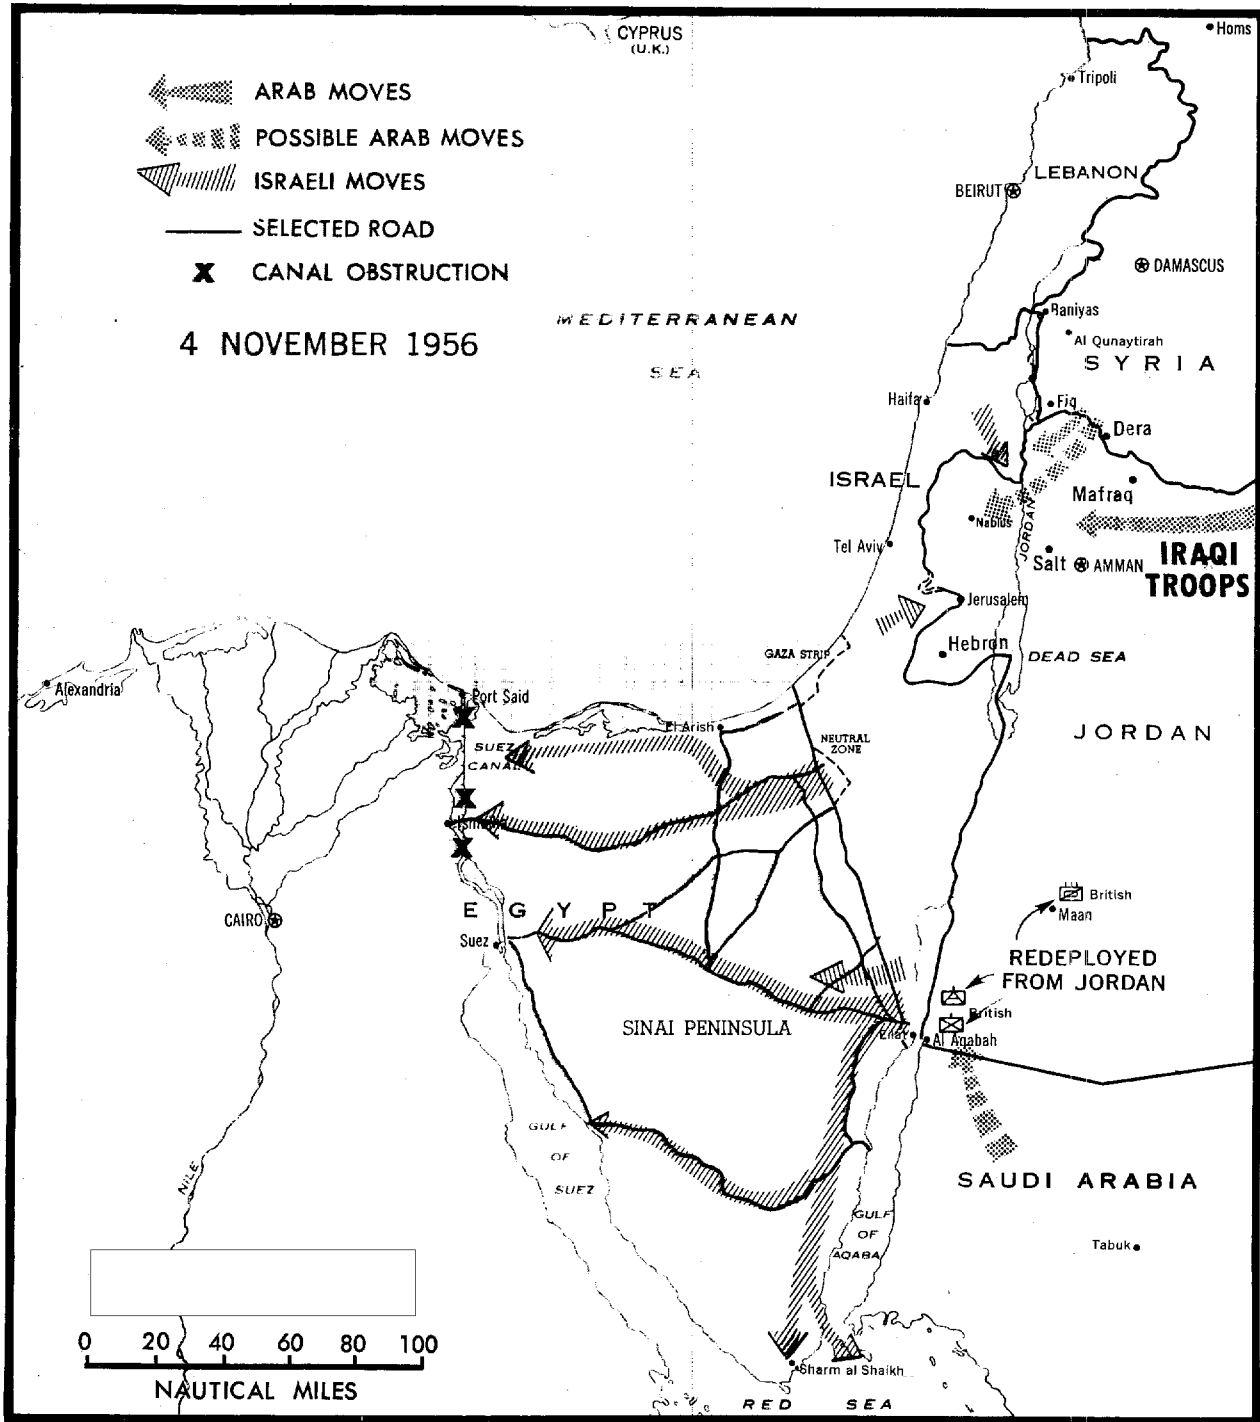 CYPRUS
(U.K.)
Homs
ARAB MOVES
POSSIBLE ARAB MOVES
ISRAELI MOVES
SELECTED ROAD
CANAL OBSTRUCTION
4 NOVEMBER 1956
Tripoli
LEBANON
BEIRUT
DAMASCUS
MEDITERRANEAN
SEA
Baniyas
Al Qunaytirah
SYRIA
Haifa
Fiq
Dera
ISRAEL
Mafraq
Nablus
JORDAN
Tel Aviv
Salt
AMMAN
IRAQI
TROOPS
Jerusalem
GAZA STRIP
Hebron
DEAD SEA
Alexandria
Port Said
El Arish
JORDAN
NEUTRAL
ZONE
SUEZ
CANAL
EGYPT
CAIRO
Suez
British
Maan
REDEPLOYED
FROM JORDAN
British
SINAI PENINSULA
Eilat
Al Aqabah
GULF
OF
SUEZ
NILE
SAUDI ARABIA
GULF
OF
AQABA
Tabuk
0 20 40 60 80 100
NAUTICAL MILES
Sharm al Shaikh
RED SEA